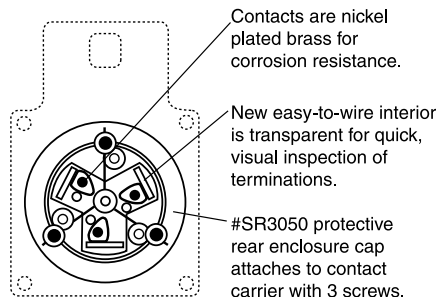 Contacts are nickel
plated brass for
corrosion resistance.
New easy-to-wire interior
is transparent for quick,
visual inspection of
terminations.
#SR3050 protective
rear enclosure cap
attaches to contact
carrier with 3 screws.